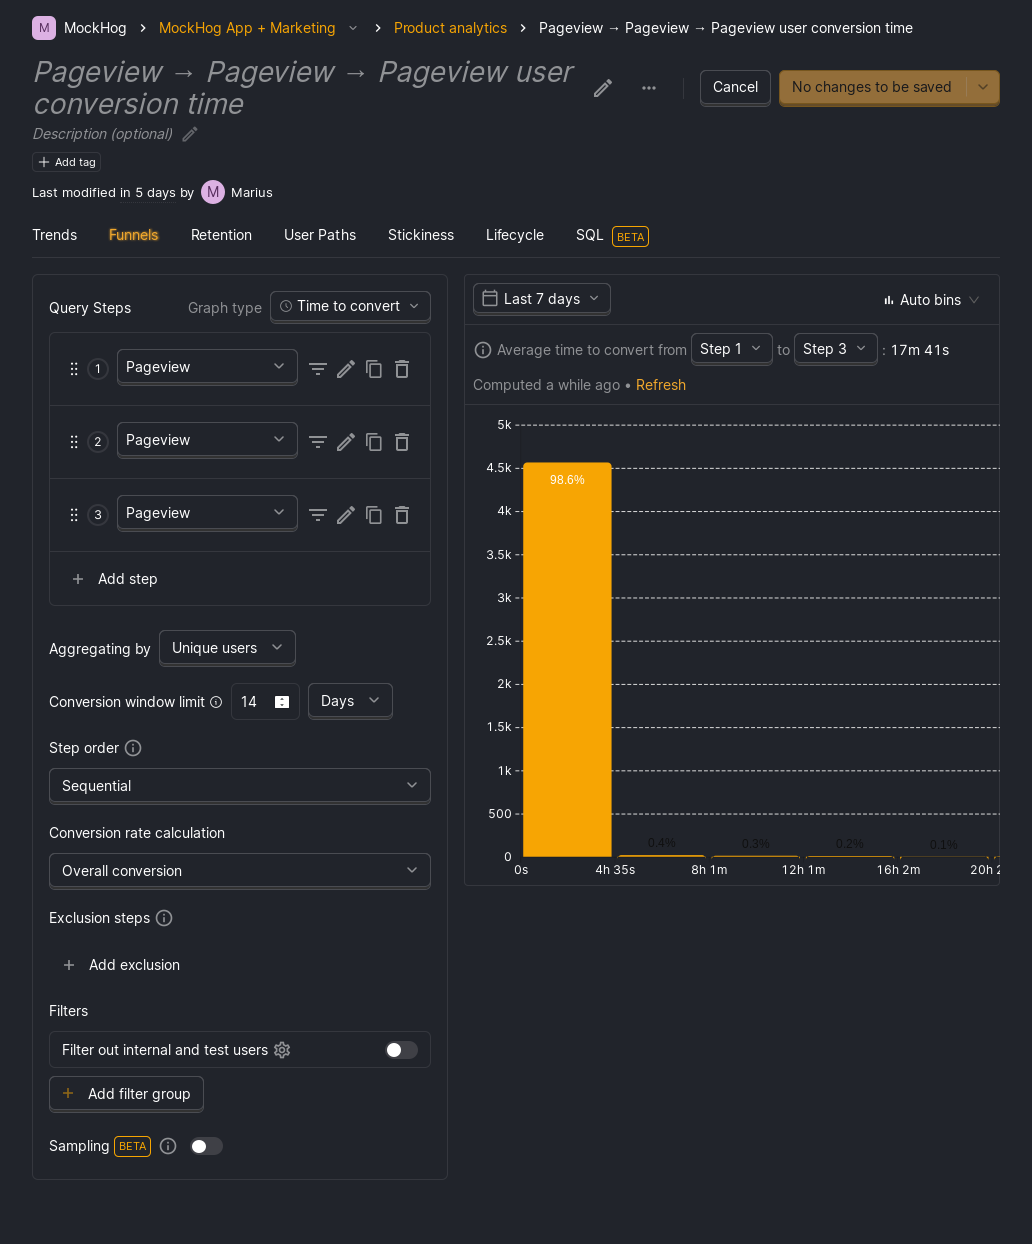 M MockHog MockHog App + Marketing Product analytics Pageview → Pageview → Pageview user conversion time
Pageview → Pageview → Pageview user
conversion time
Cancel No changes to be saved
Description (optional)
Add tag
Last modified in 5 days by M Marius
Trends Funnels Retention User Paths Stickiness Lifecycle SQL BETA
Query Steps Graph type Time to convert
1 Pageview
2 Pageview
3 Pageview
Add step
Aggregating by Unique users
Conversion window limit 14 Days
Step order
Sequential
Conversion rate calculation
Overall conversion
Exclusion steps
Add exclusion
Filters
Filter out internal and test users
Add filter group
Sampling BETA
Last 7 days Auto bins
Average time to convert from Step 1 to Step 3 : 17m 41s
Computed a while ago • Refresh
5k
4.5k
98.6%
4k
3.5k
3k
2.5k
2k
1.5k
1k
500
0.4% 0.3% 0.2% 0.1%
0
0s 4h 35s 8h 1m 12h 1m 16h 2m 20h